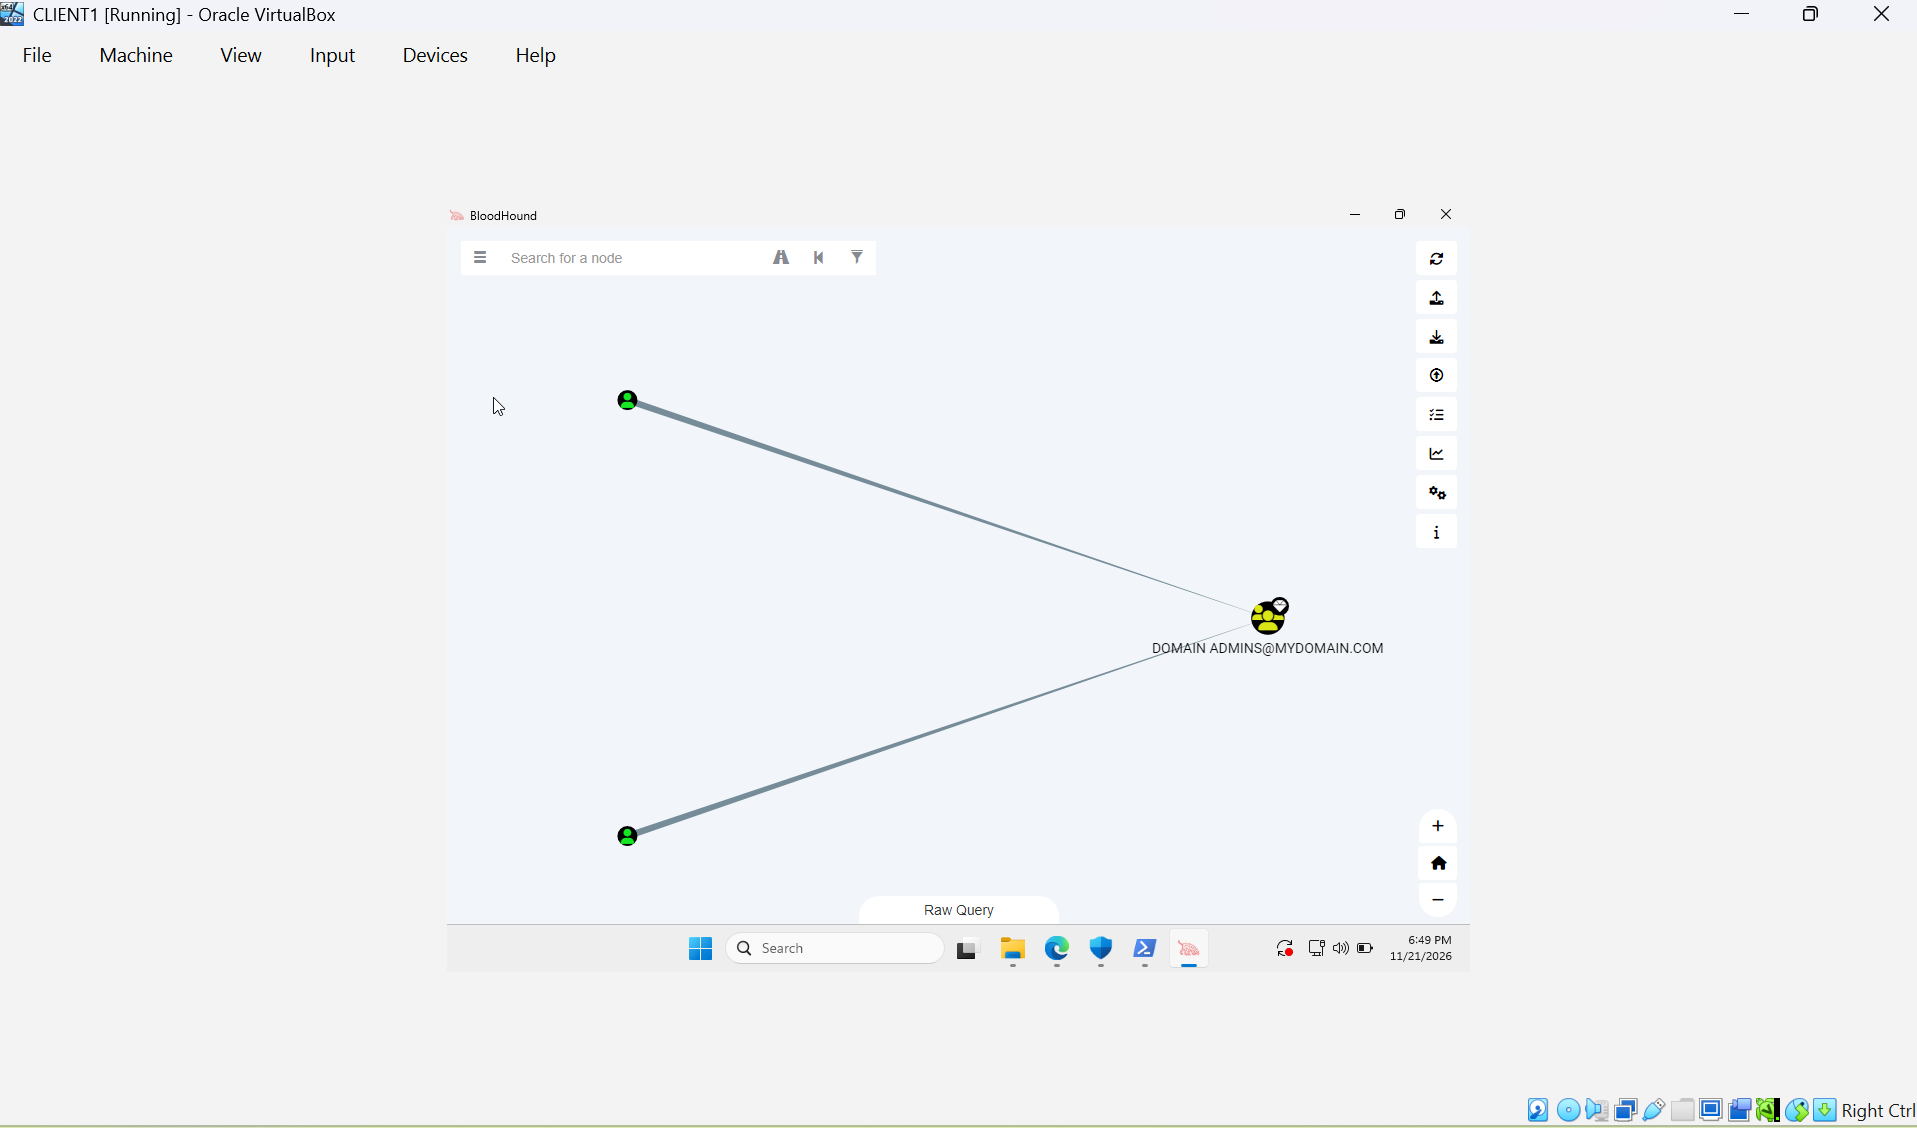 CLIENT1 [Running] - Oracle VirtualBox
File Machine View Input Devices Help
BloodHound
Search for a node
DOMAIN ADMINS@MYDOMAIN.COM
Raw Query
Search
6:49 PM
11/21/2026
Right Ctrl